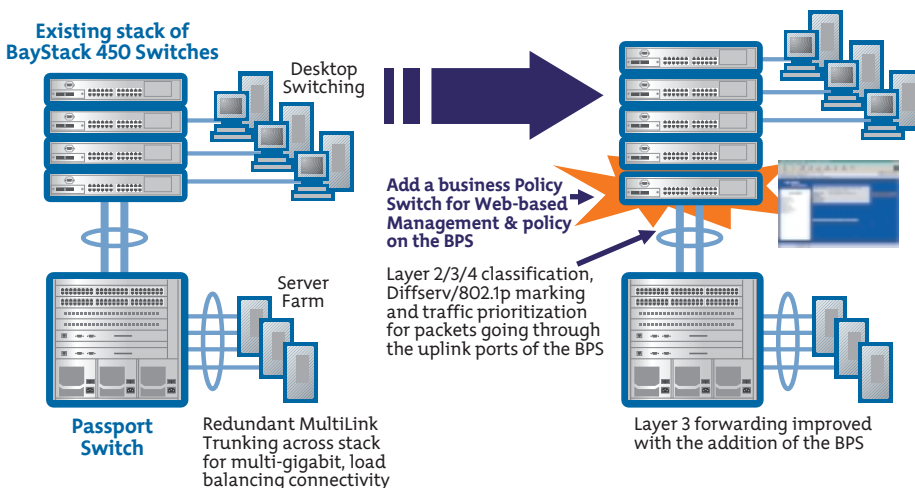 Existing stack of
BayStack 450 Switches
Desktop
Switching
Add a business Policy
Switch for Web-based
Management & policy
on the BPS
Layer 2/3/4 classification,
Diffserv/802.1p marking
and traffic prioritization
for packets going through
the uplink ports of the BPS
Server
Farm
Passport
Switch
Redundant MultiLink
Trunking across stack
for multi-gigabit, load
balancing connectivity
Layer 3 forwarding improved
with the addition of the BPS